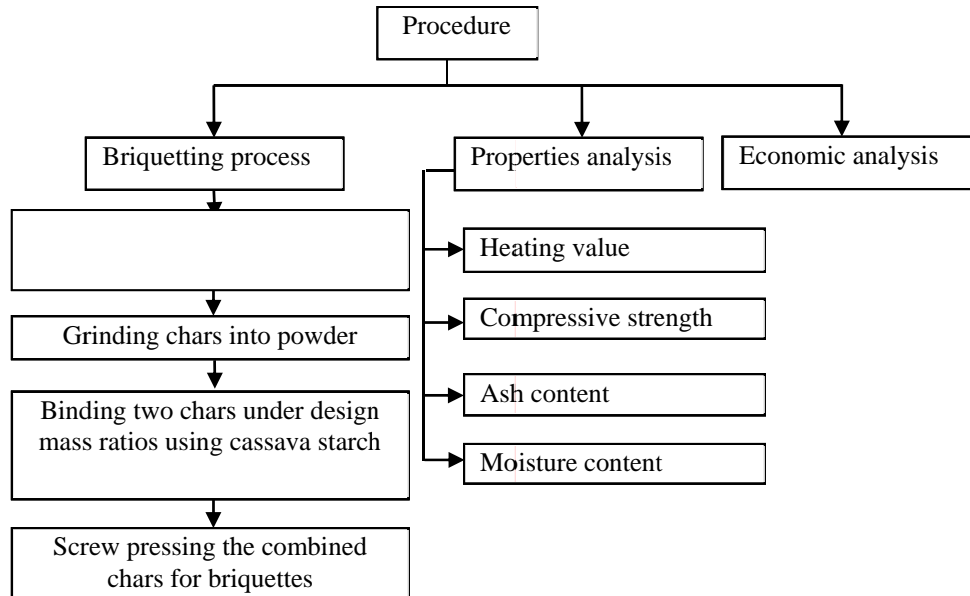 Procedure
Briquetting process
Properties analysis
Economic analysis
Heating value
Grinding chars into powder
Compressive strength
Binding two chars under design
mass ratios using cassava starch
Ash content
Moisture content
Screw pressing the combined
chars for briquettes